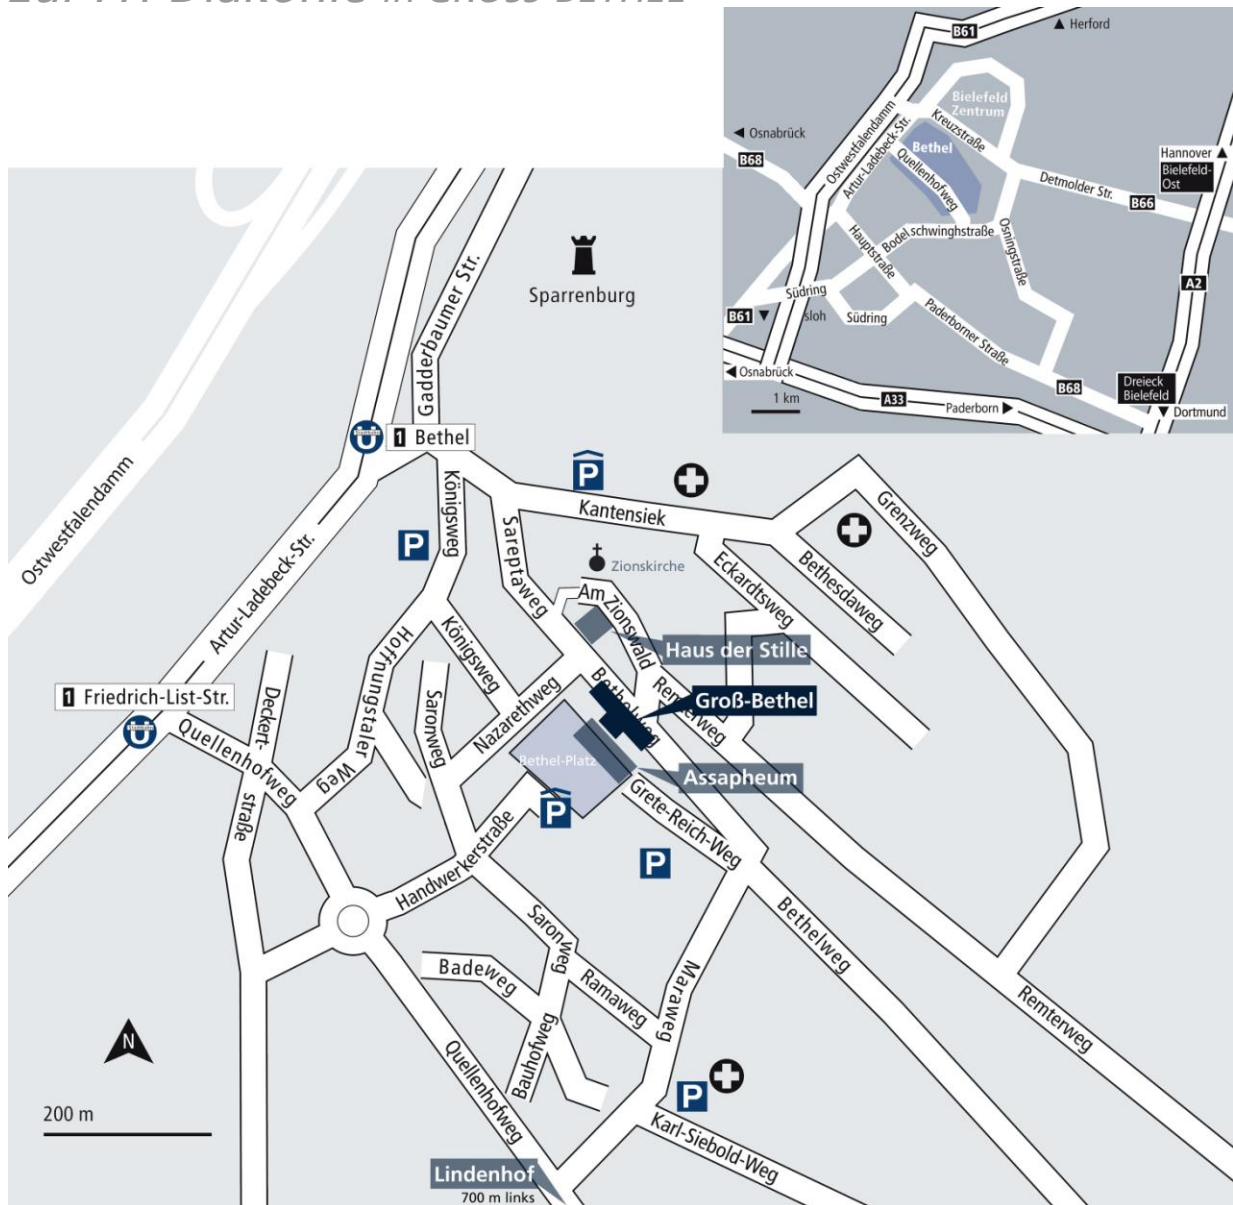 B61
Herford
Bielefeld
Zentrum
Ostwestfalendamm
Artur-Ladebeck-Str.
Kreuzstraße
Osnabrück
B68
Bethel
Quellenhofweg
Hannover
Bielefeld-
Ost
Detmolder Str.
B66
Hauptstraße
Bodel
schwinghstraße
Osningstraße
A2
Südring
B61
sloh
Südring
Paderborner Straße
Osnabrück
B68
Dreieck
Bielefeld
1 km
A33
Paderborn
Dortmund
Sparrenburg
Gadderbaumer Str.
1 Bethel
Ostwestfalendamm
Artur-Ladebeck-Str.
Königsweg
P
Kantensiek
Grenzweg
P
Sareptaweg
Zionskirche
Eckardtsweg
Bethesdaweg
Am Zionswald
Haus der Stille
Hoffnungstaler Weg
Königsweg
1 Friedrich-List-Str.
Deckert-
straße
Saronweg
Nazarethweg
Bethelweg
Remterweg
Groß-Bethel
Quellenhofweg
Bethel-Platz
Assapheum
P
Grete-Reich-Weg
P
Handwerkerstraße
Saronweg
Bethelweg
Badeweg
Ramaweg
Maraweg
Remterweg
N
Bauhofweg
Quellenhofweg
200 m
P
Karl-Siebold-Weg
Lindenhof
700 m links